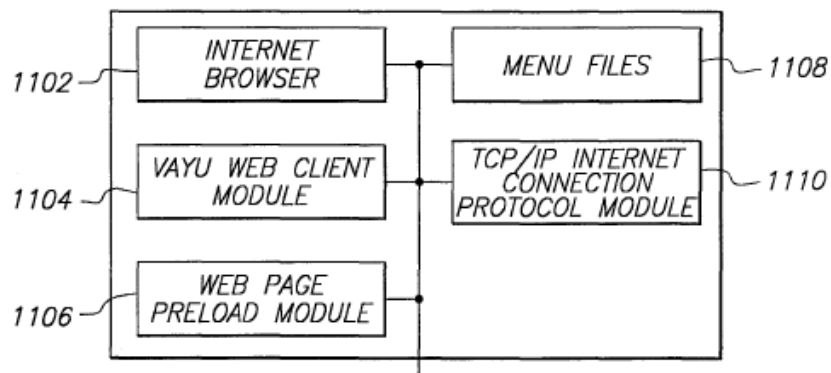 INTERNET
BROWSER
1102
MENU FILES
1108
VAYU WEB CLIENT
MODULE
1104
TCP/IP INTERNET
CONNECTION
PROTOCOL MODULE
1110
WEB PAGE
PRELOAD MODULE
1106